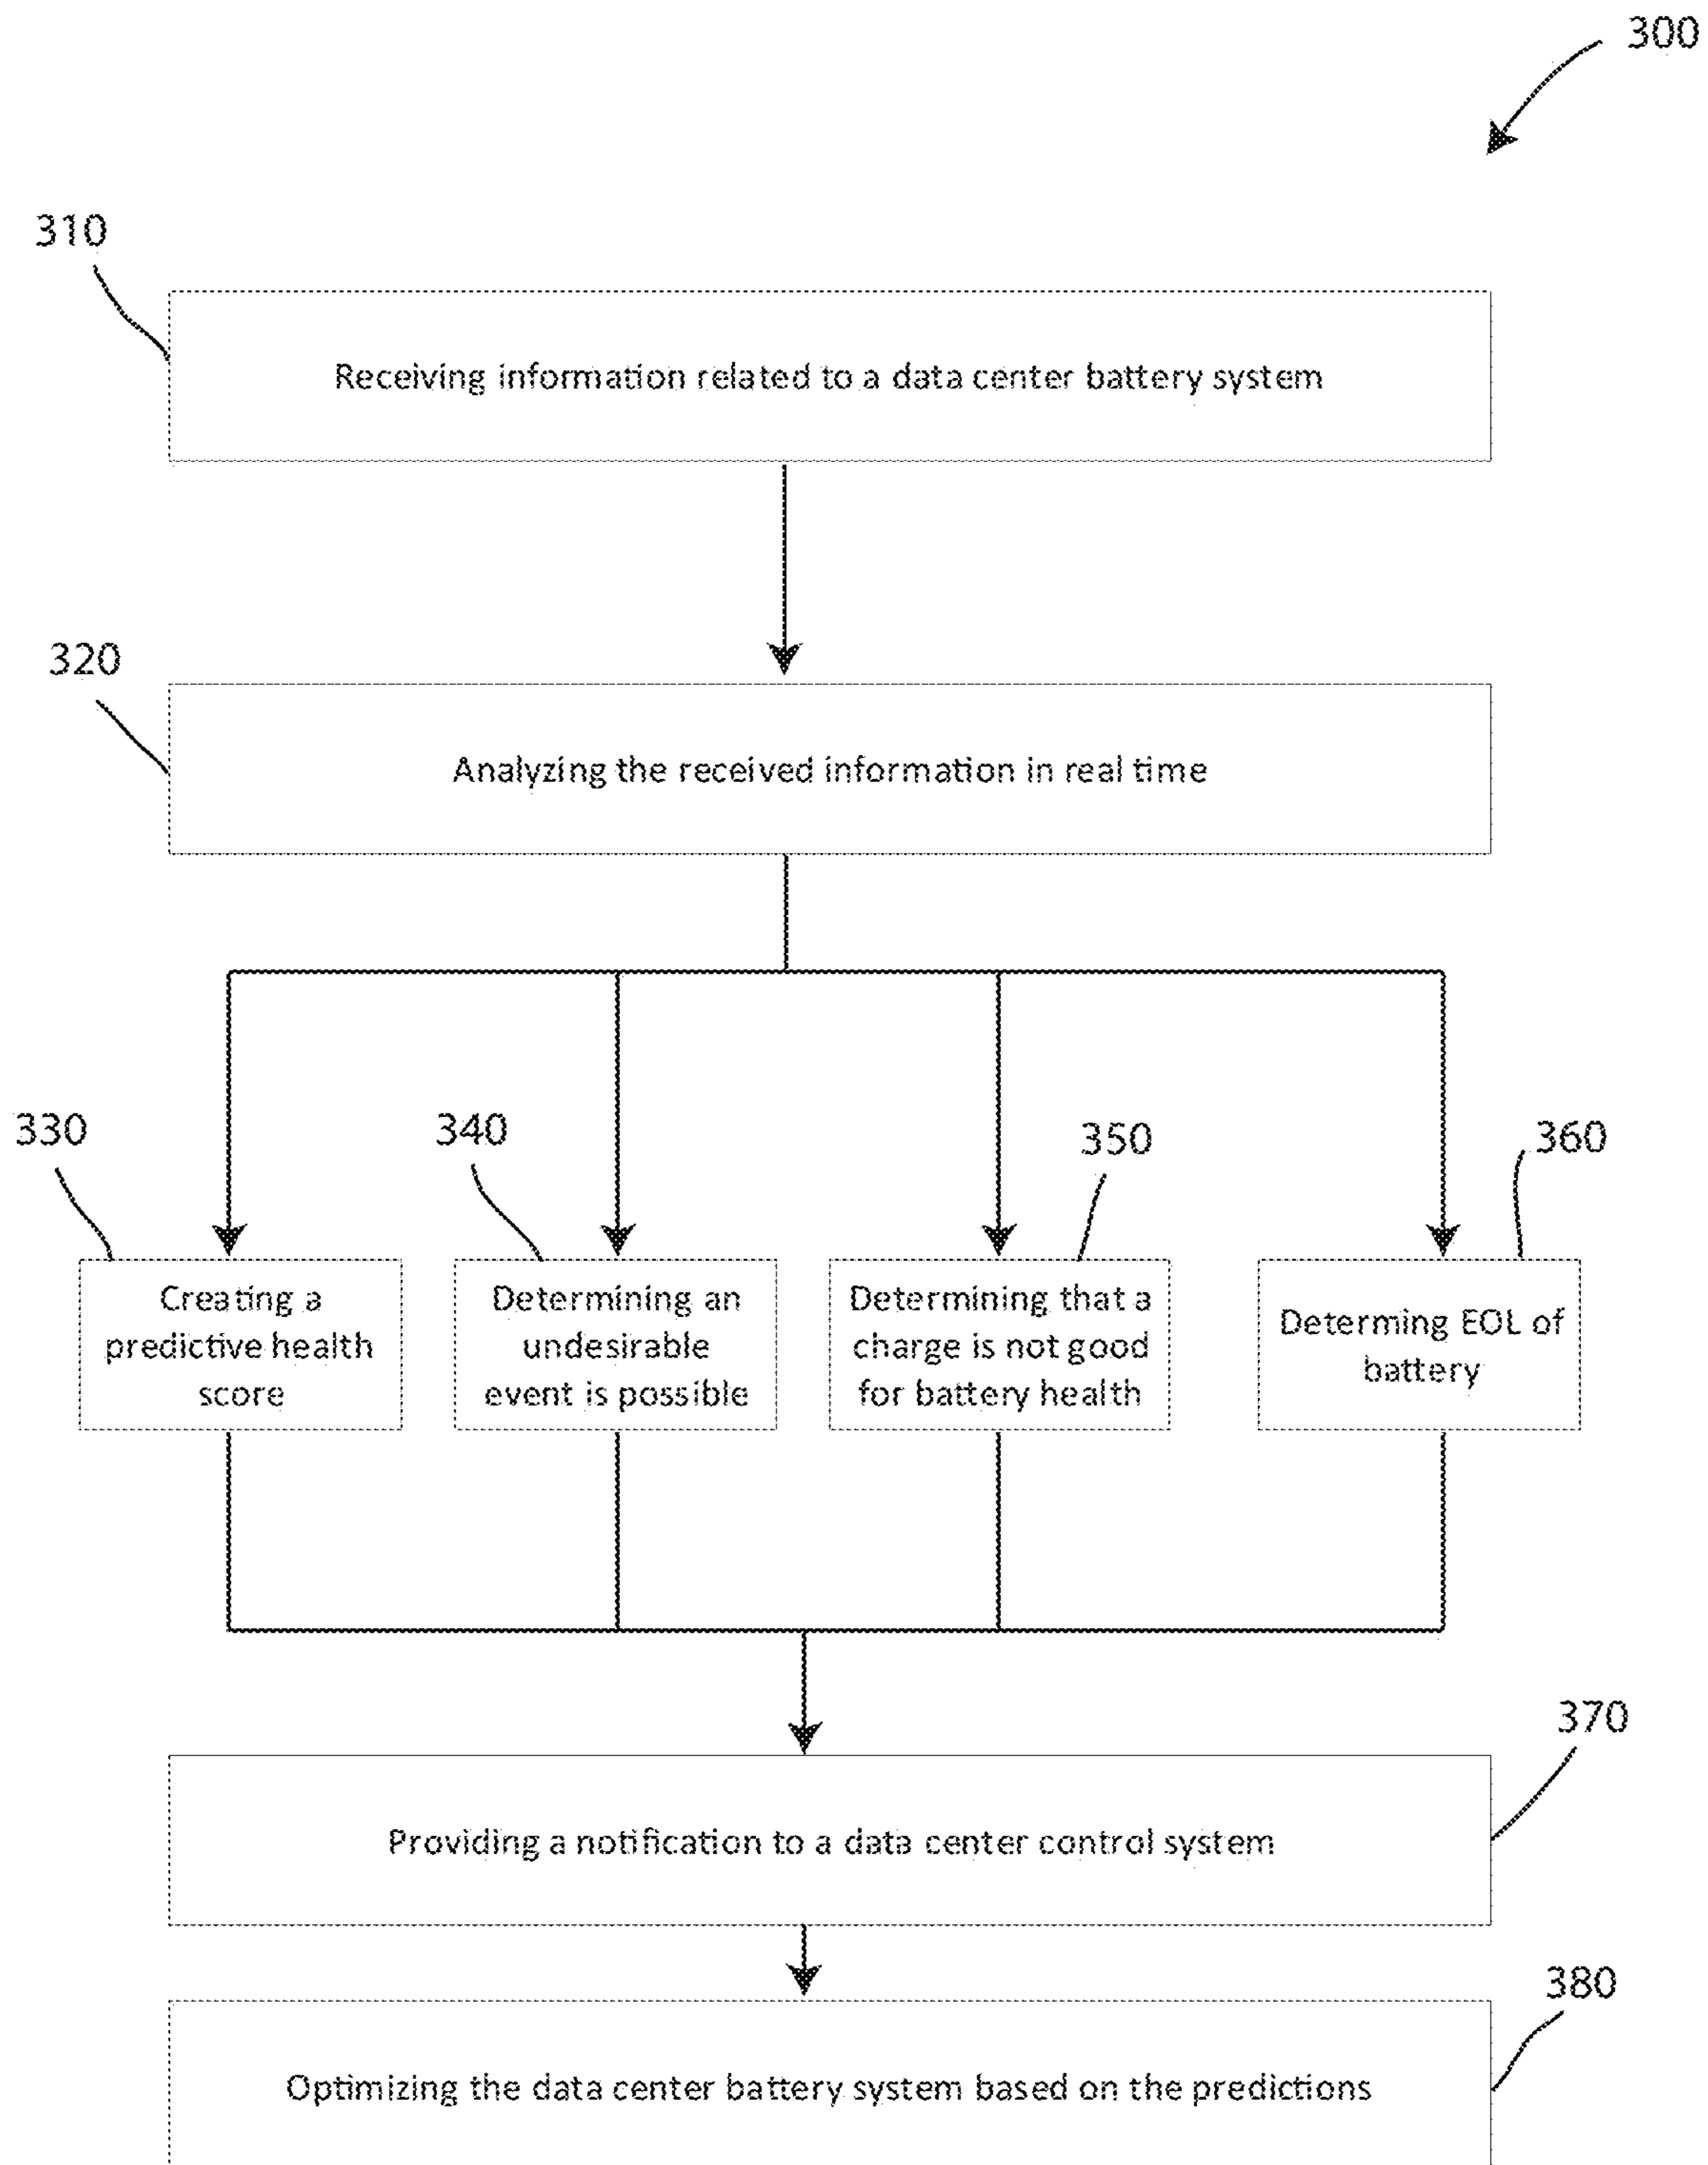 300
310
Receiving information related to a data center battery system
320
Analyzing the received information in real time
330
340
350
360
Creating a
predictive health
score
Determining an
undesirable
event is possible
Determining that a
charge is not good
for battery health
Determing EOL of
battery
370
Providing a notification to a data center control system
380
Optimizing the data center battery system based on the predictions